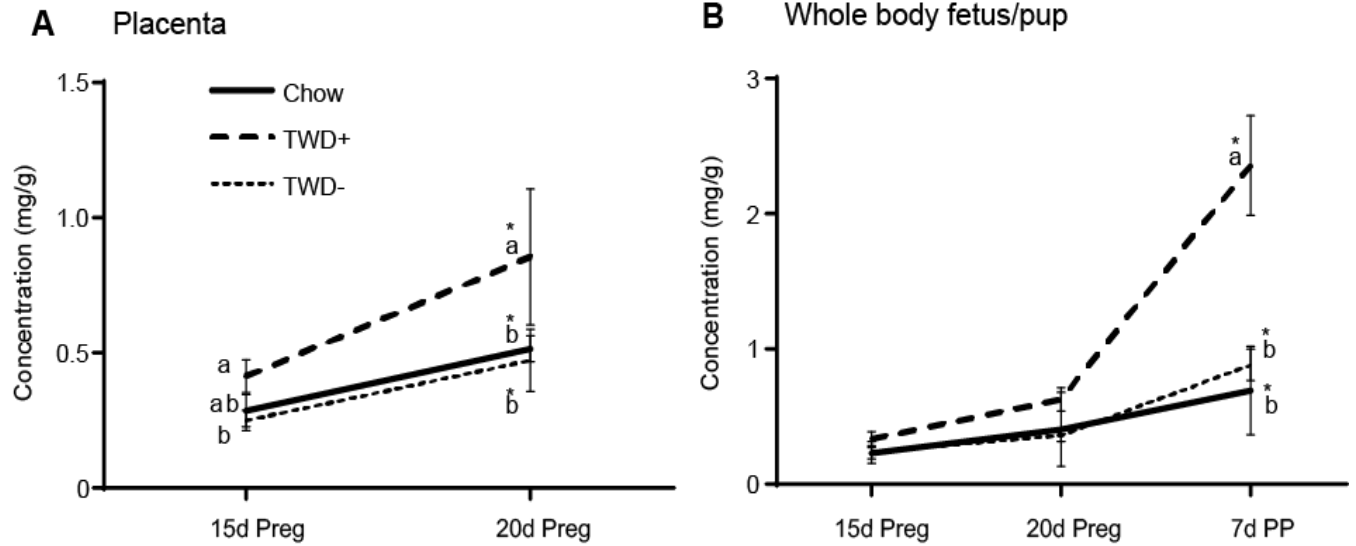 A Placenta
Concentration (mg/g)
1.5
1.0
0.5
0
Chow
TWD+
TWD-
a
ab
b
*
a
*
b
*
b
15d Preg 20d Preg
B Whole body fetus/pup
Concentration (mg/g)
3
2
1
0
*
a
*
b
*
b
15d Preg 20d Preg 7d PP